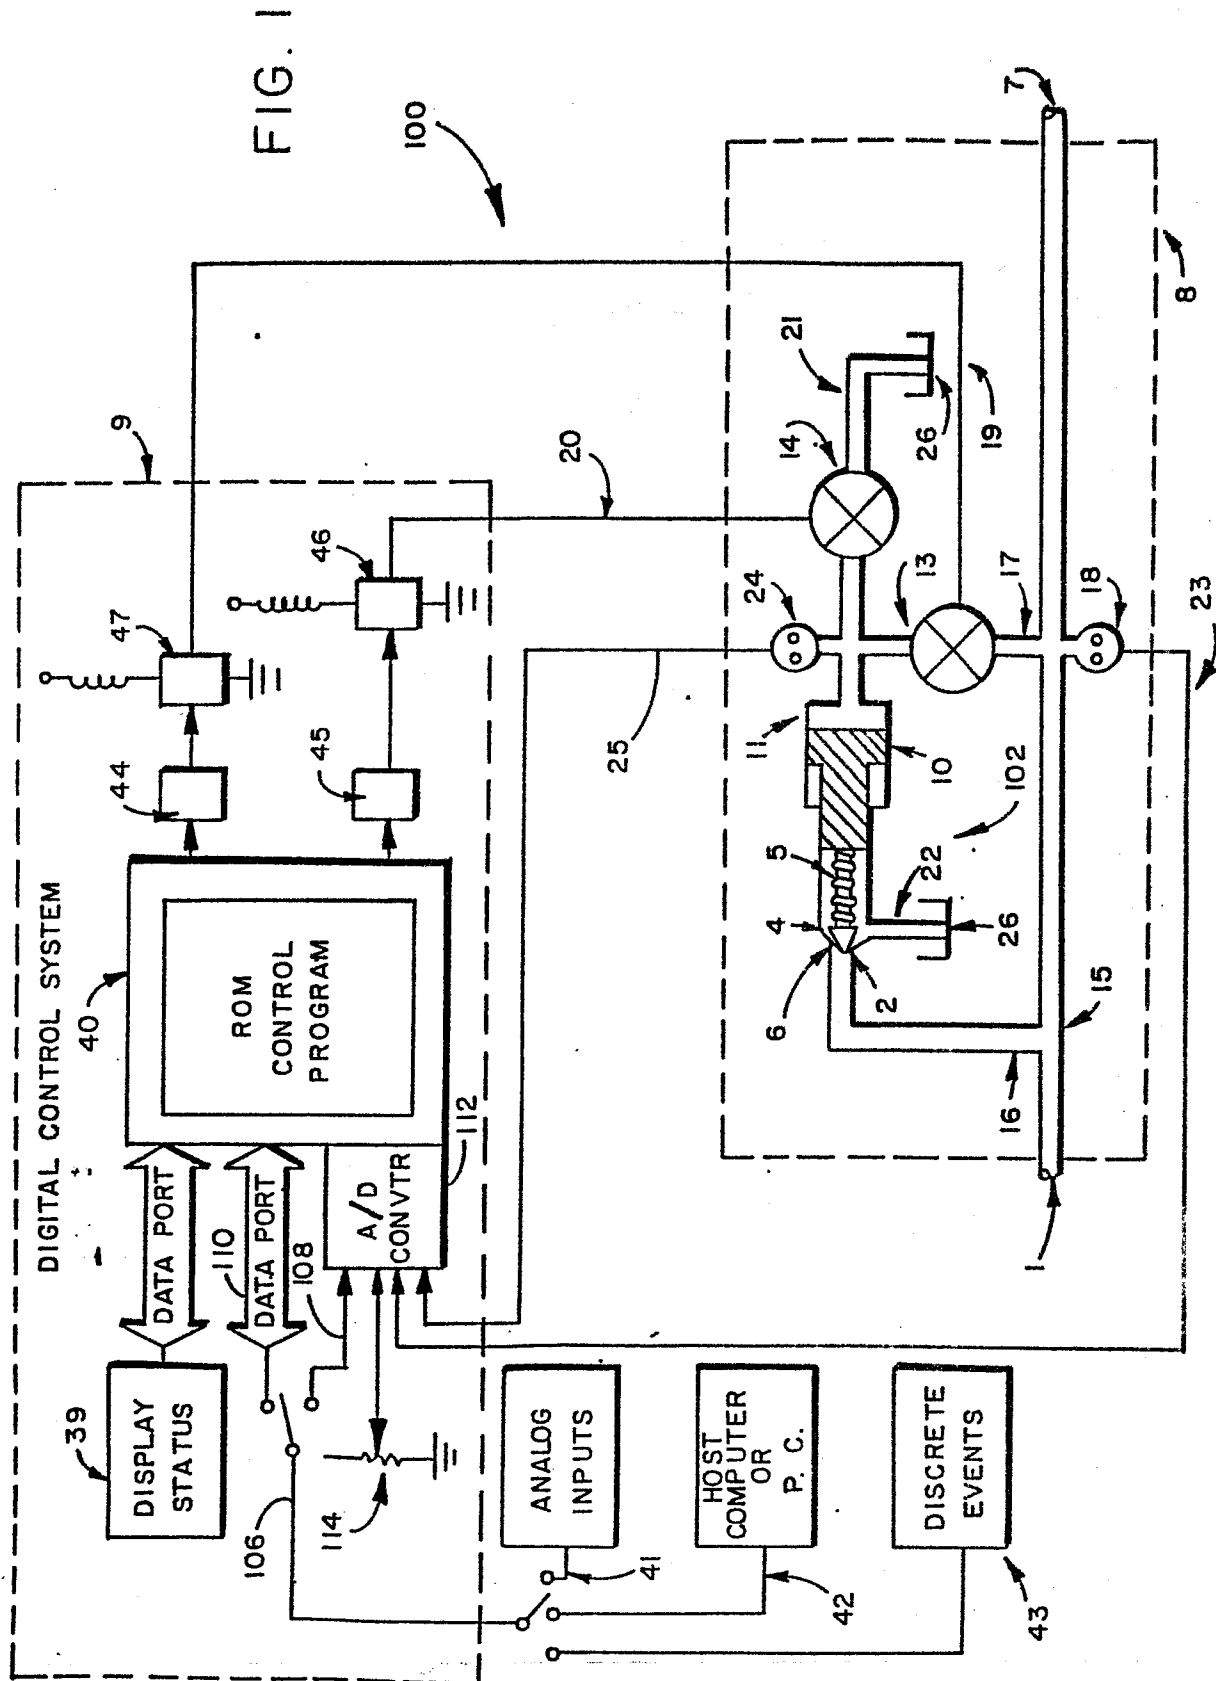 FIG. 1
100
DIGITAL CONTROL SYSTEM
9
47
46
44
45
40
ROM
CONTROL
PROGRAM
112
A/D
CONVTR
DATA PORT
110
DATA PORT
108
39
DISPLAY
STATUS
106
114
ANALOG
INPUTS
41
HOST
COMPUTER
OR
P. C.
42
DISCRETE
EVENTS
43
20
25
7
8
21
14
26
19
24
13
17
18
23
11
10
102
5
22
4
26
6
2
15
16
1